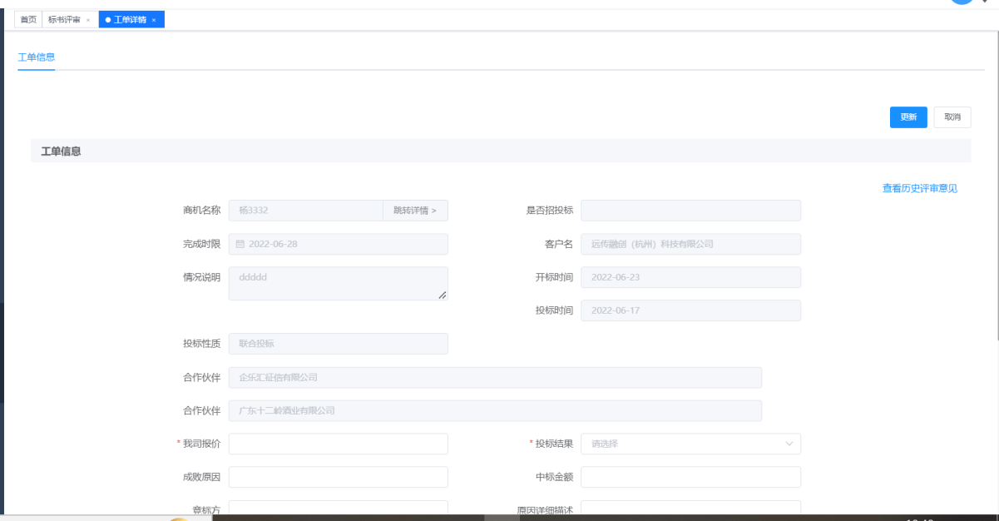 首页 标书评审 × 工单详情 ×
工单信息
更新 取消
工单信息
查看历史评审意见
商机名称 杨3332 跳转详情 > 是否招投标
完成时限 2022-06-28 客户名 远传融创（杭州）科技有限公司
情况说明 ddddd 开标时间 2022-06-23
投标时间 2022-06-17
投标性质 联合投标
合作伙伴 企乐汇征信有限公司
合作伙伴 广东十二岭酒业有限公司
* 我司报价 * 投标结果 请选择
成败原因 中标金额
竞标方 原因详细描述